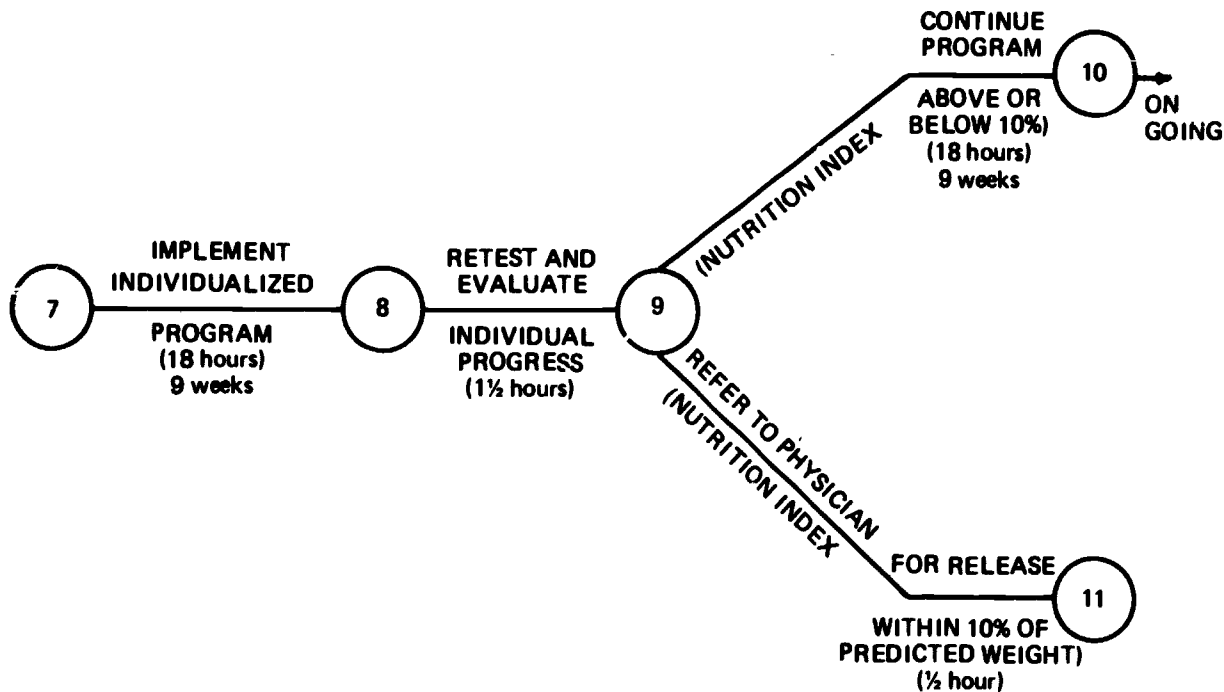 7
IMPLEMENT
INDIVIDUALIZED
PROGRAM
(18 hours)
9 weeks
8
RETEST AND
EVALUATE
INDIVIDUAL
PROGRESS
(1½ hours)
9
(NUTRITION INDEX
CONTINUE
PROGRAM
ABOVE OR
BELOW 10%)
(18 hours)
9 weeks
10
ON
GOING
REFER TO PHYSICIAN
(NUTRITION INDEX
FOR RELEASE
WITHIN 10% OF
PREDICTED WEIGHT)
(½ hour)
11